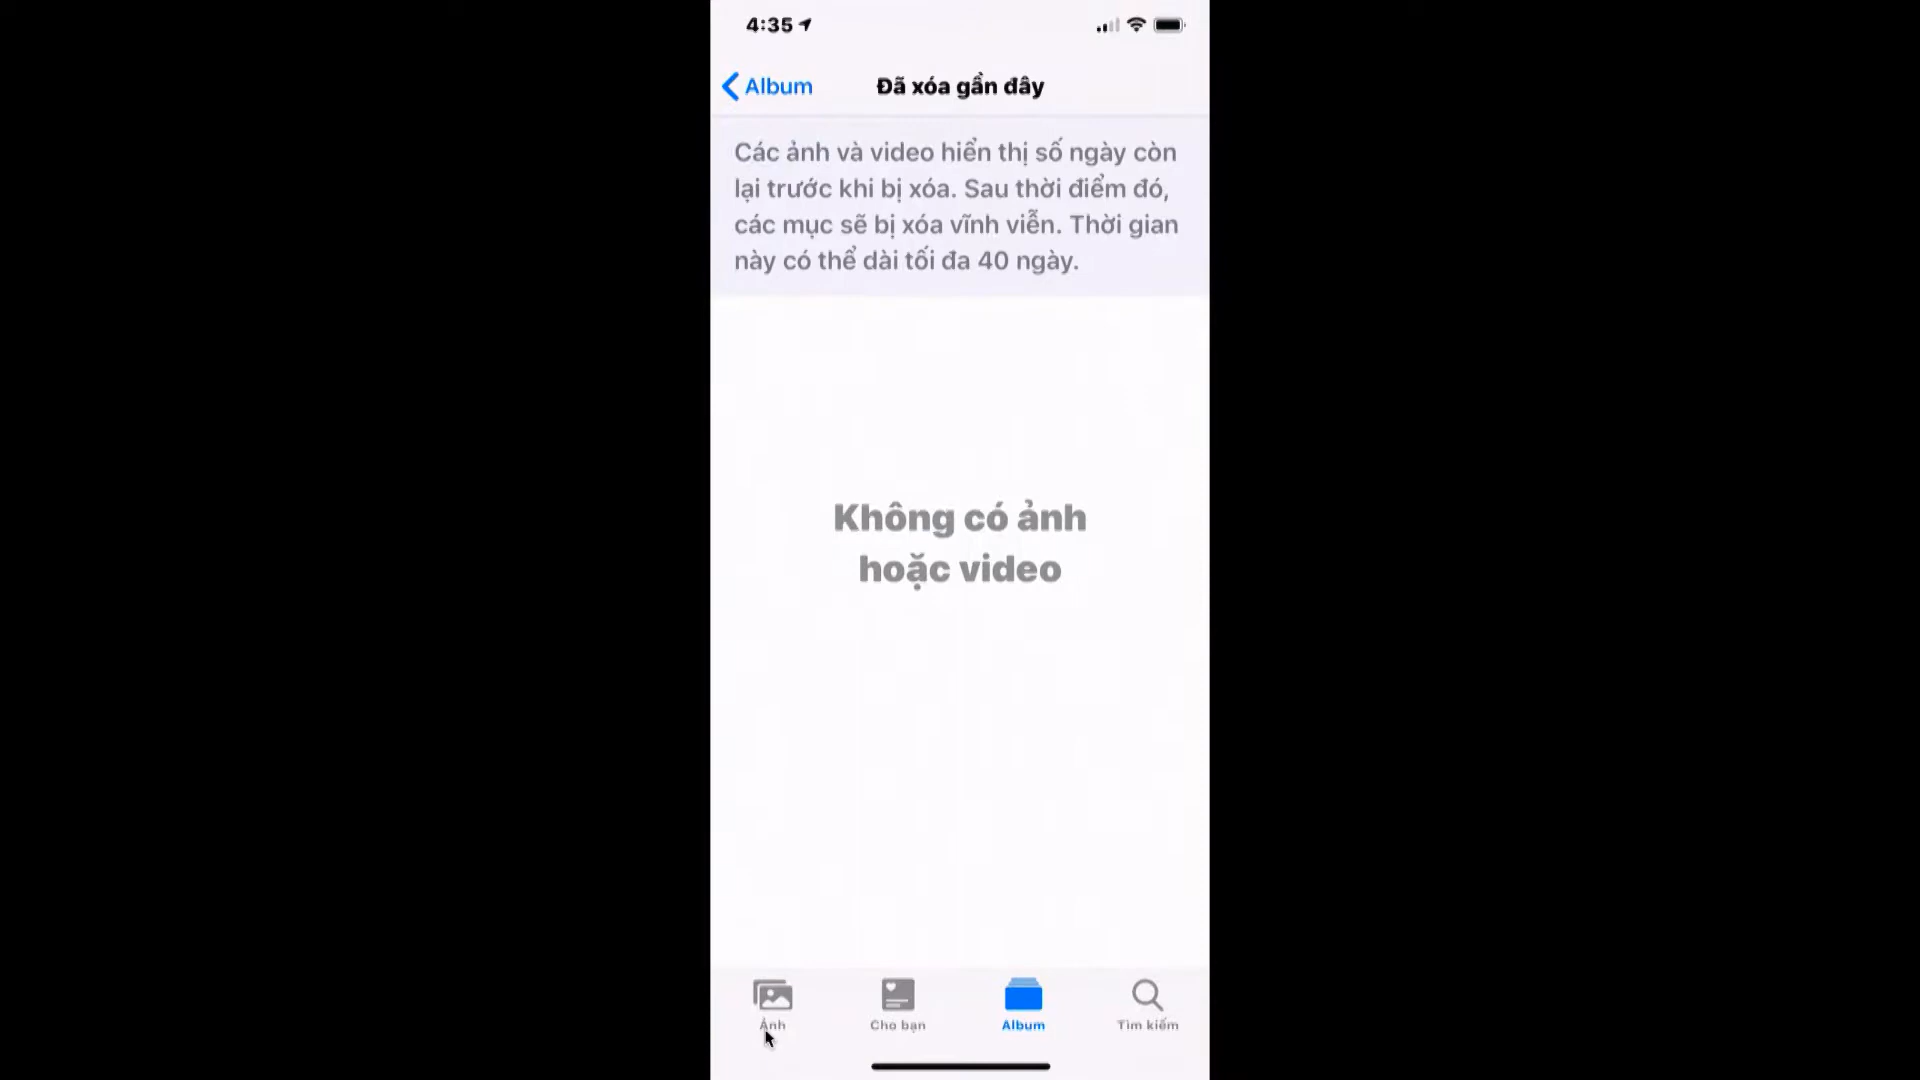 4:35
Album
Đã xóa gần đây
Các ảnh và video hiển thị số ngày còn
lại trước khi bị xóa. Sau thời điểm đó,
các mục sẽ bị xóa vĩnh viễn. Thời gian
này có thể dài tối đa 40 ngày.
Không có ảnh
hoặc video
Ảnh
Cho bạn
Album
Tìm kiếm